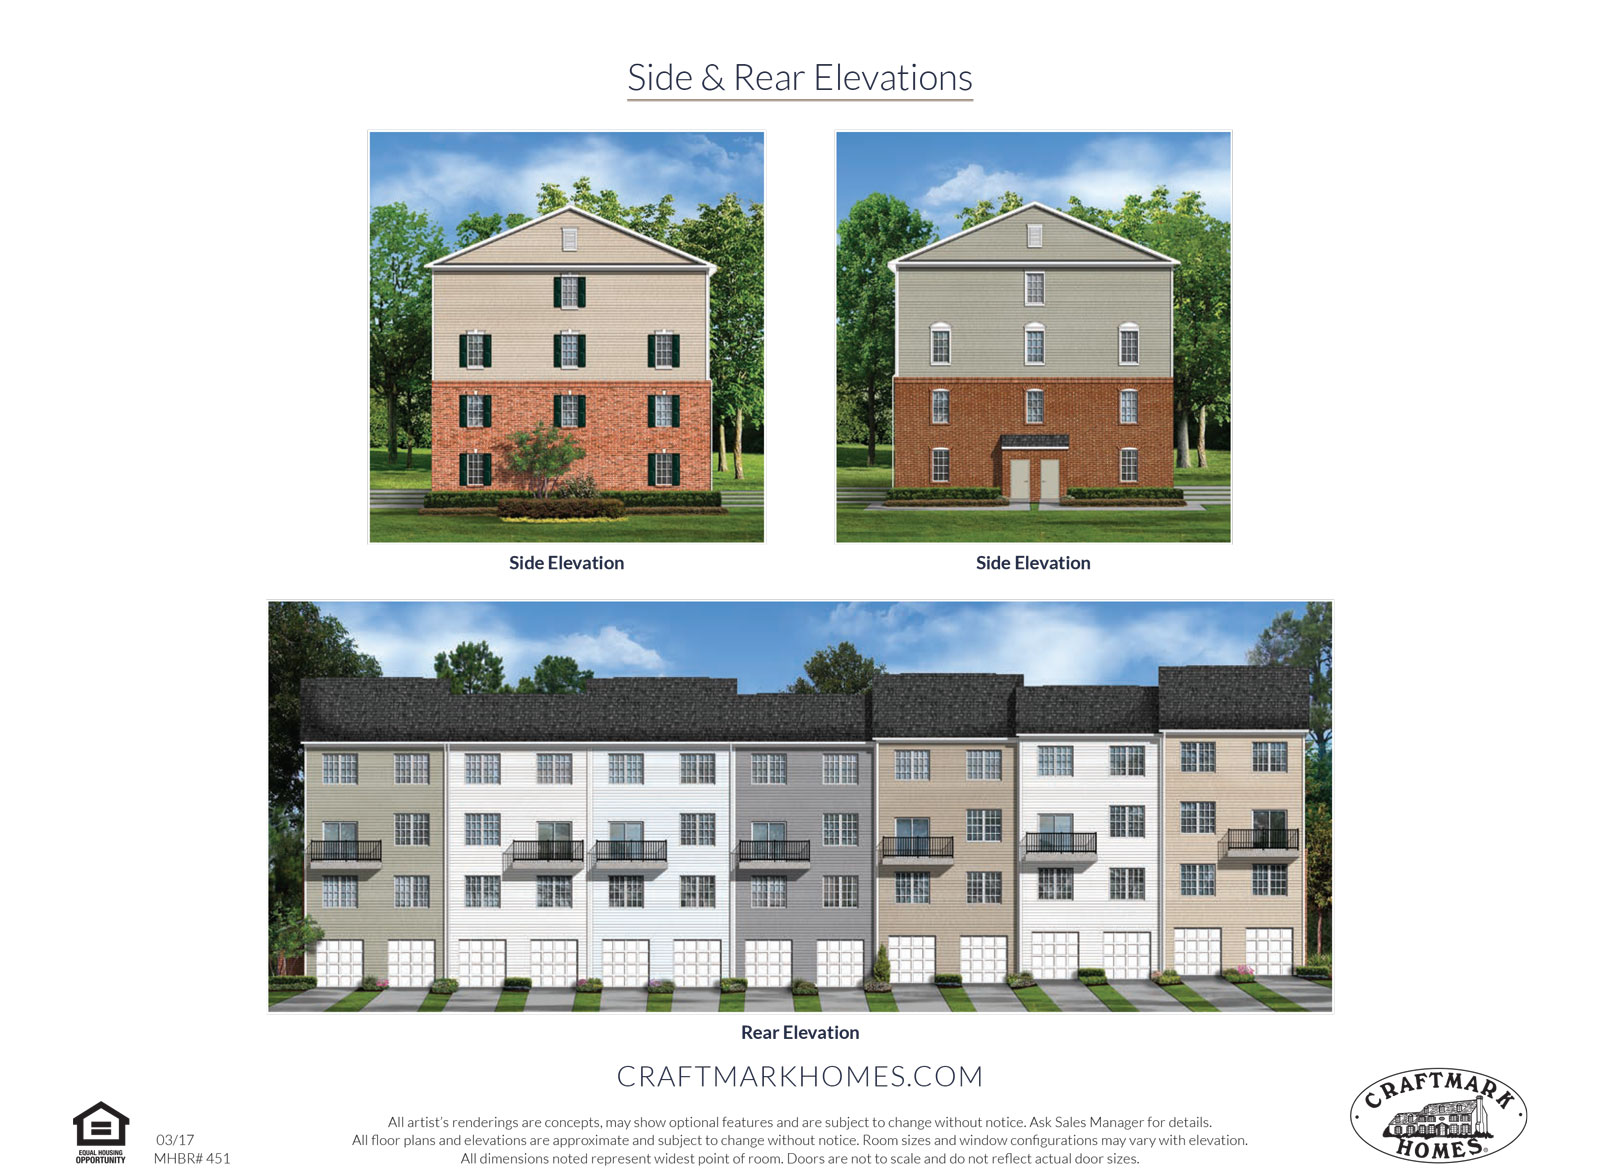 Side & Rear Elevations
Side Elevation
Side Elevation
Rear Elevation
CRAFTMARKHOMES.COM
All artist's renderings are concepts, may show optional features and are subject to change without notice. Ask Sales Manager for details.
All floor plans and elevations are approximate and subject to change without notice. Room sizes and window configurations may vary with elevation.
All dimensions noted represent widest point of room. Doors are not to scale and do not reflect actual door sizes.
EQUAL HOUSING
OPPORTUNITY
03/17
MHBR# 451
· CRAFTMARK ·
HOMES®